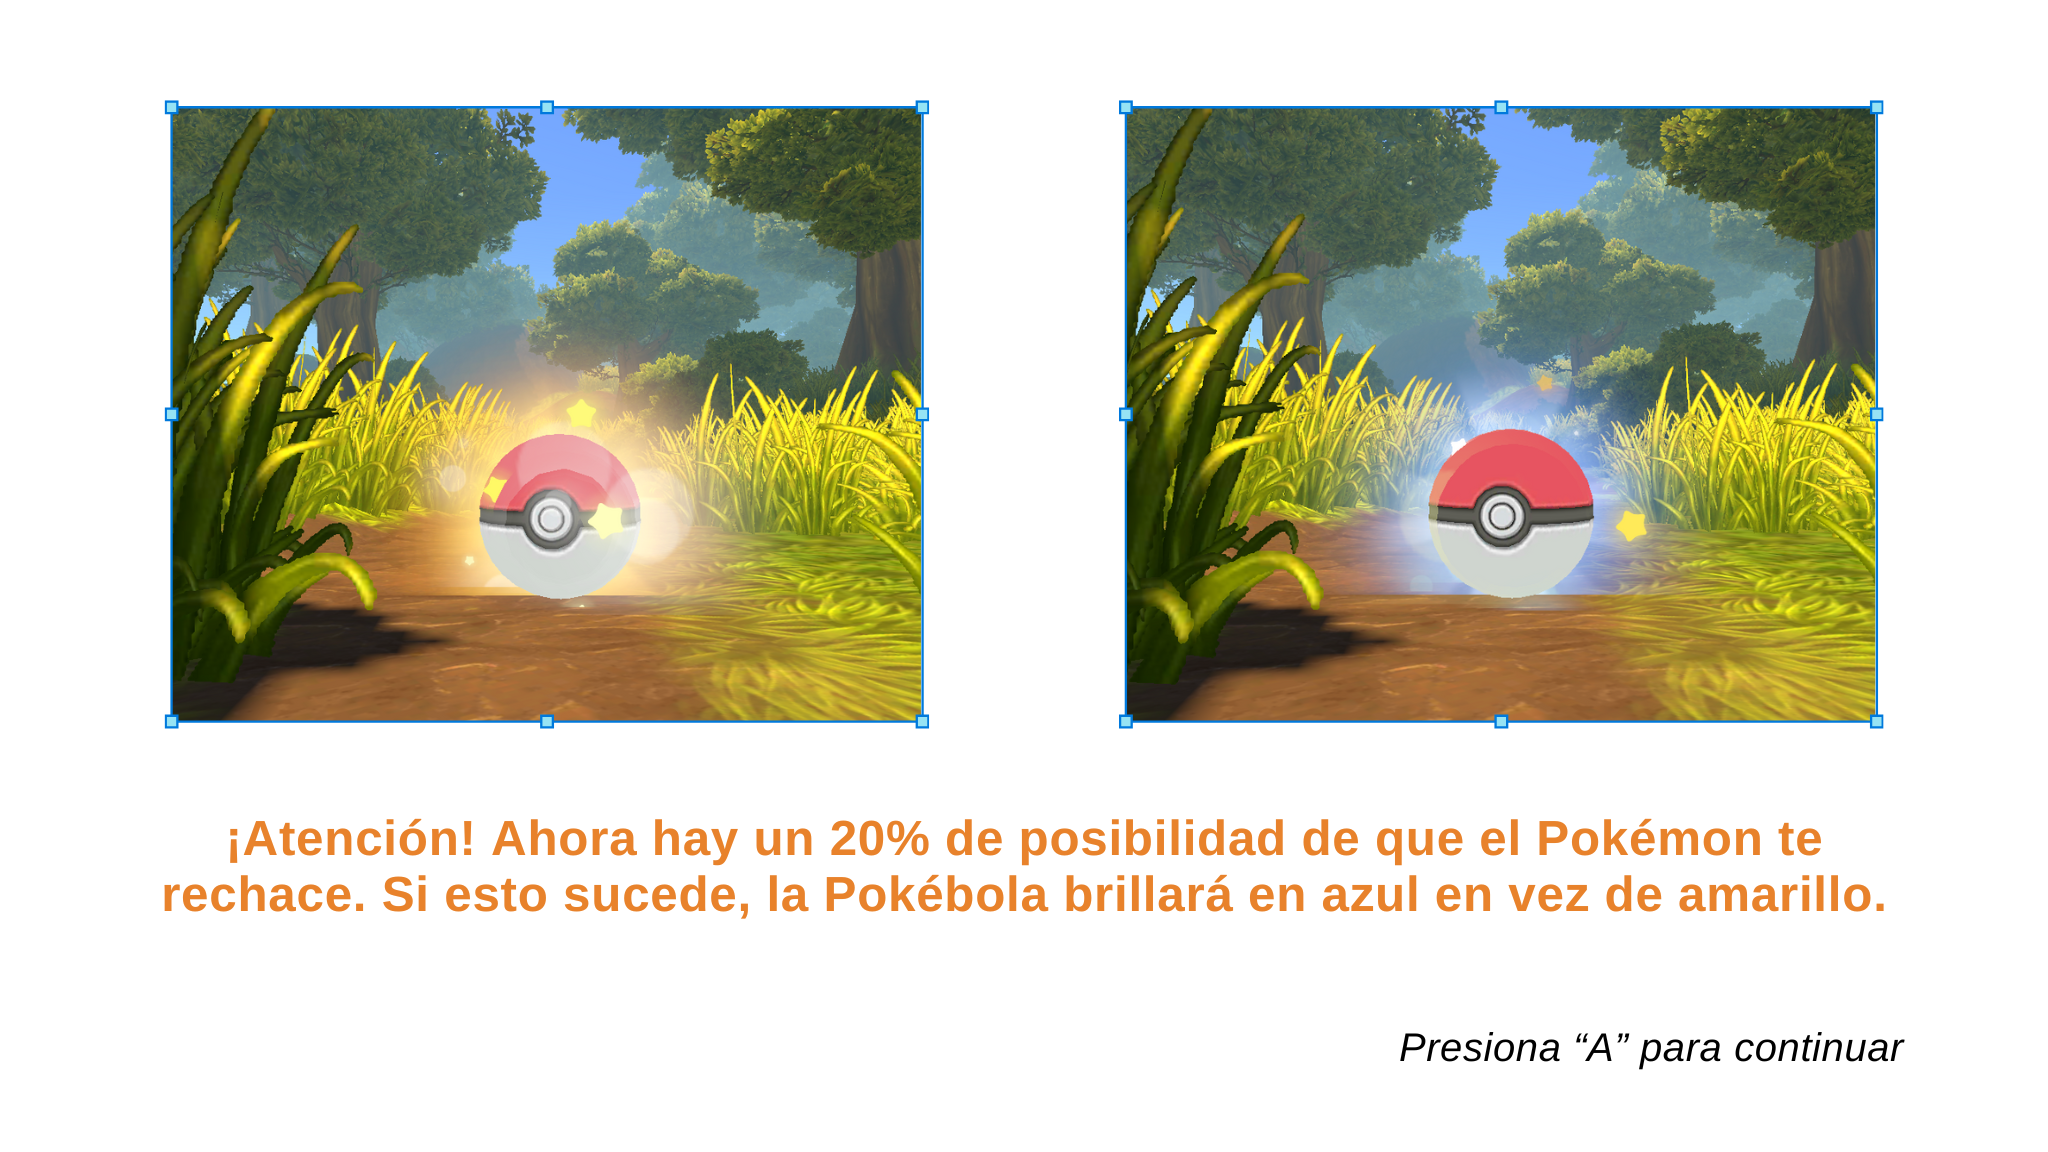 ¡Atención! Ahora hay un 20% de posibilidad de que el Pokémon te
rechace. Si esto sucede, la Pokébola brillará en azul en vez de amarillo.
Presiona “A” para continuar